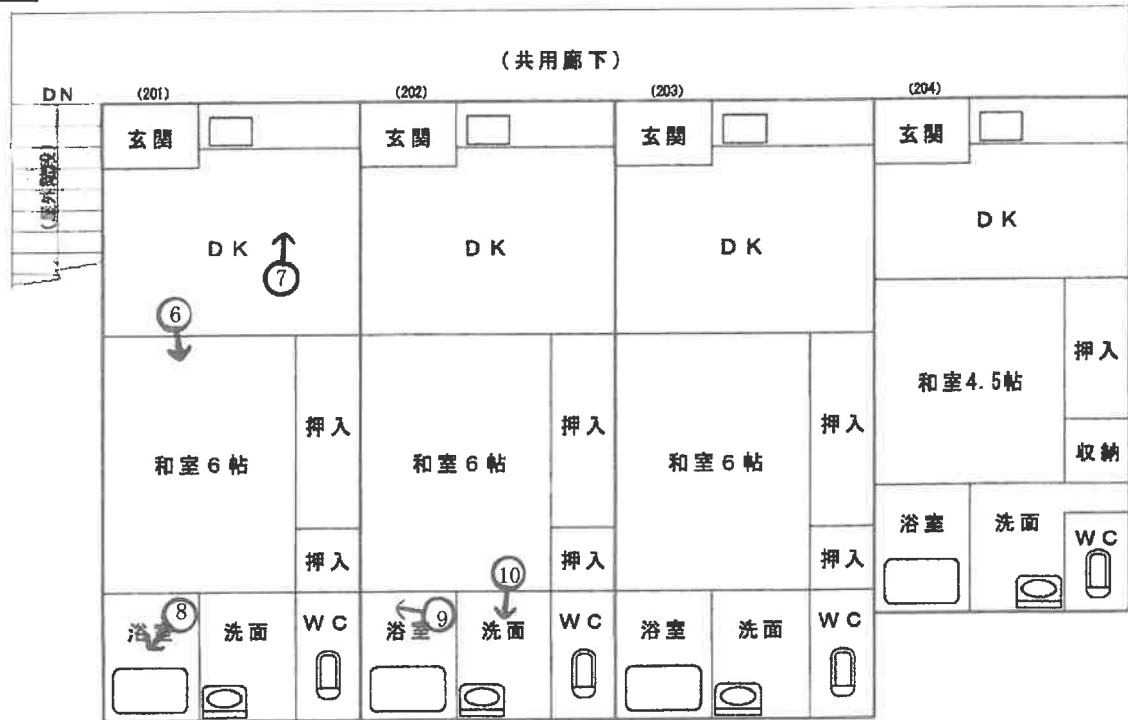 (共用廊下)
DN
(201)
(202)
(203)
(204)
(屋外階段)
玄関
玄関
玄関
玄関
DK
DK
DK
DK
⑦
⑥
和室6帖
押入
和室6帖
押入
和室6帖
押入
和室4.5帖
押入
収納
押入
押入
押入
⑩
浴室
洗面
WC
⑧
浴室
洗面
WC
⑨
浴室
洗面
WC
浴室
洗面
WC